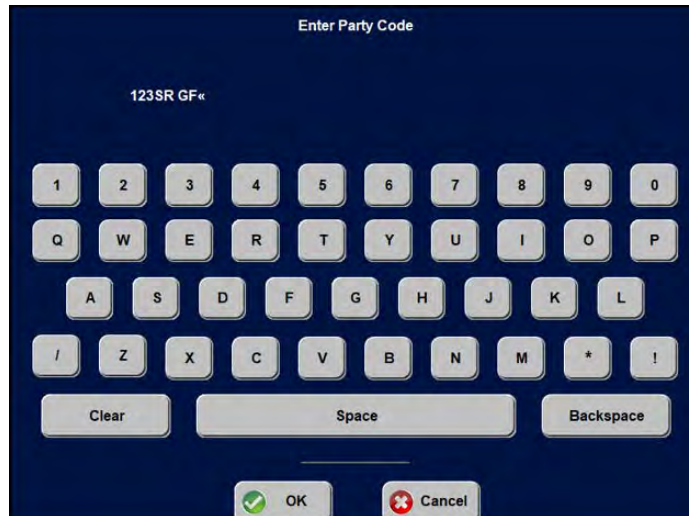 Enter Party Code
123SR GF«
1 2 3 4 5 6 7 8 9 0
Q W E R T Y U I O P
A S D F G H J K L
/ Z X C V B N M * !
Clear Space Backspace
OK Cancel